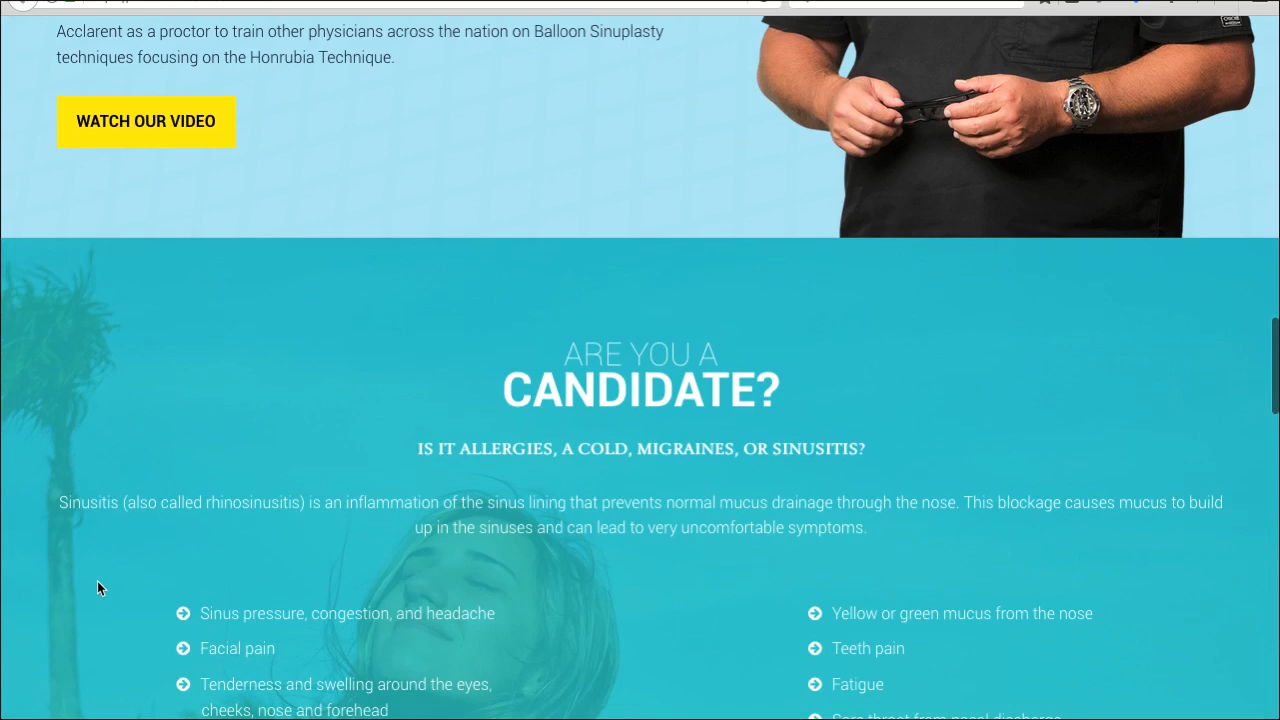 Acclarent as a proctor to train other physicians across the nation on Balloon Sinuplasty
techniques focusing on the Honrubia Technique.
WATCH OUR VIDEO
ARE YOU A
CANDIDATE?
IS IT ALLERGIES, A COLD, MIGRAINES, OR SINUSITIS?
Sinusitis (also called rhinosinusitis) is an inflammation of the sinus lining that prevents normal mucus drainage through the nose. This blockage causes mucus to build
up in the sinuses and can lead to very uncomfortable symptoms.
Sinus pressure, congestion, and headache
Facial pain
Tenderness and swelling around the eyes,
cheeks, nose and forehead
Yellow or green mucus from the nose
Teeth pain
Fatigue
Sore throat from nasal discharge